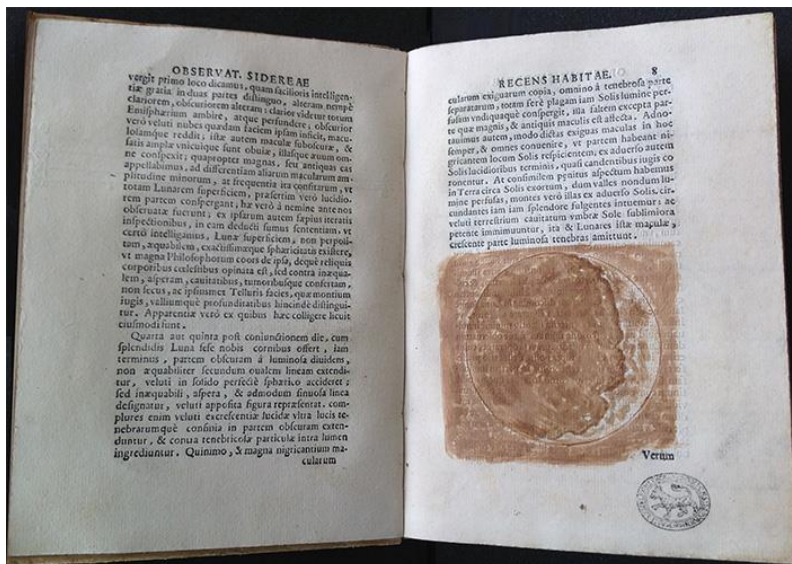 OBSERVAT. SIDEREAE
vergit primo loco dicamus, quam facilioris intelligen-
tiæ gratia in duas partes distinguo, alteram nempè
clariorem, obscuriorem alteram: clarior videtur totum
Emisphærium ambire, atque perfundere; obscurior
verò veluti nubes quædam faciem ipsam inficit, macu-
losamque reddit; istæ autem maculæ subobscuræ, &
satis amplæ vnicuique sunt obuiæ, illasque æuum om-
ne conspexit; quapropter magnas, seu antiquas eas
appellabimus, ad differentiam aliarum macularum am-
plitudine minorum, at frequentia ita consitarum, vt
totam Lunarem superficiem, præsertim verò lucidio-
rem partem conspergant, hæ verò à nemine ante nos
obseruatæ fuerunt; ex ipsarum autem sæpius iteratis
inspectionibus, in eam deducti sumus sententiam, vt
certò intelligamus, Lunæ superficiem, non perpoli-
tam, æquabilem, exactissimæque sphæricitatis existere,
vt magna Philosophorum coors de ipsa, deque reliquis
corporibus cœlestibus opinata est, sed contra inæqua-
lem, asperam, cauitatibus, tumoribusque confertam,
non secus, ac ipsiusmet Telluris facies, quæ montium
iugis, valliumque profunditatibus hincinde distingui-
tur. Apparentiæ verò ex quibus hæc colligere licuit
eiusmodi sunt.
Quarta aut quinta post coniunctionem die, cum
splendidis Luna sese nobis cornibus offert, iam
terminus, partem obscuram à luminosa diuidens,
non æquabiliter secundum oualem lineam extendi-
tur, veluti in solido perfectè sphærico accideret;
sed inæquabili, aspera, & admodum sinuosa linea
designatur, veluti apposita figura repræsentat. com-
plures enim veluti excrescentiæ lucidæ vltra lucis te-
nebrarumquè confinia in partem obscuram exten-
duntur, & contra tenebricosæ particulæ intra lumen
ingrediuntur. Quinimo, & magna nigricantium ma-
cularum
RECENS HABITAE. 8
cularum exiguarum copia, omninò à tenebrosa parte
separatarum, totam ferè plagam iam Solis lumine per-
fusam vndiquaquè conspergit, illa saltem excepta par-
te quæ magnis, & antiquis maculis est affecta. Adno-
tauimus autem, modò dictas exiguas maculas in hoc
semper, & omnes conuenire, vt partem habeant ni-
gricantem locum Solis respicientem, ex aduerso autem
Solis lucidioribus terminis, quasi candentibus iugis co-
ronentur. At consimilem penitus aspectum habemus
in Terra circa Solis exortum, dum valles nondum lu-
mine perfusas, montes verò illas ex aduerso Solis cir-
cundantes iam iam splendore fulgentes intuemur: ac
veluti terrestrium cauitatum vmbræ Sole sublimiora
petente imminuuntur, ita & Lunares istæ maculæ,
crescente parte luminosa tenebras amittunt.
Verum